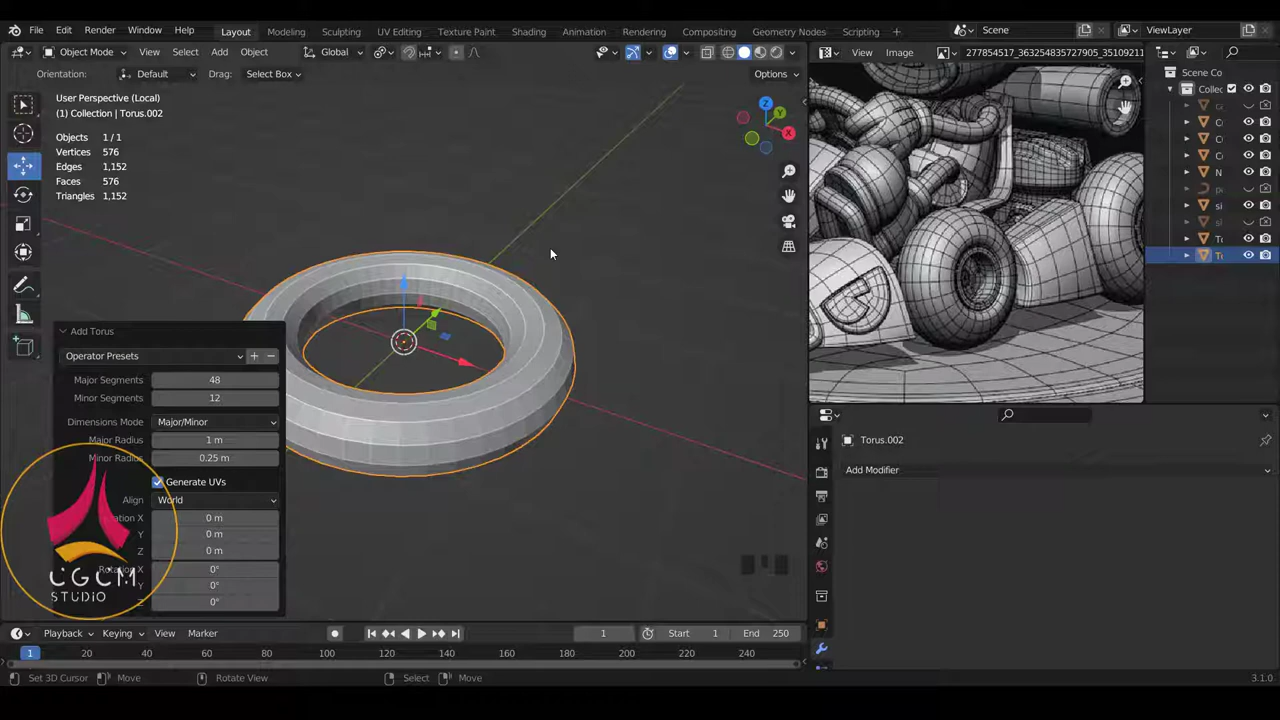 File Edit Render Window Help Layout Modeling Sculpting UV Editing Texture Paint Shading Animation Rendering Compositing Geometry Nodes Scripting Scene ViewLayer
Object Mode View Select Add Object Global View Image 277854517_363254835727905_35109211
Orientation: Default Drag: Select Box Options Scene Co
Collec
User Perspective (Local)
(1) Collection | Torus.002
Objects 1 / 1
Vertices 576
Edges 1,152
Faces 576
Triangles 1,152
Z
Y
X
Add Torus
Operator Presets
Major Segments 48
Minor Segments 12
Dimensions Mode Major/Minor
Major Radius 1 m
Minor Radius 0.25 m
Generate UVs
Align World
X 0 m
Y 0 m
Z 0 m
X 0°
Y 0°
Z 0°
CGCM
STUDIO
Torus.002
Add Modifier
Playback Keying View Marker 1 Start 1 End 250
1 20 40 60 80 100 120 140 160 180 200 220 240
Set 3D Cursor Move Rotate View Select Move 3.1.0